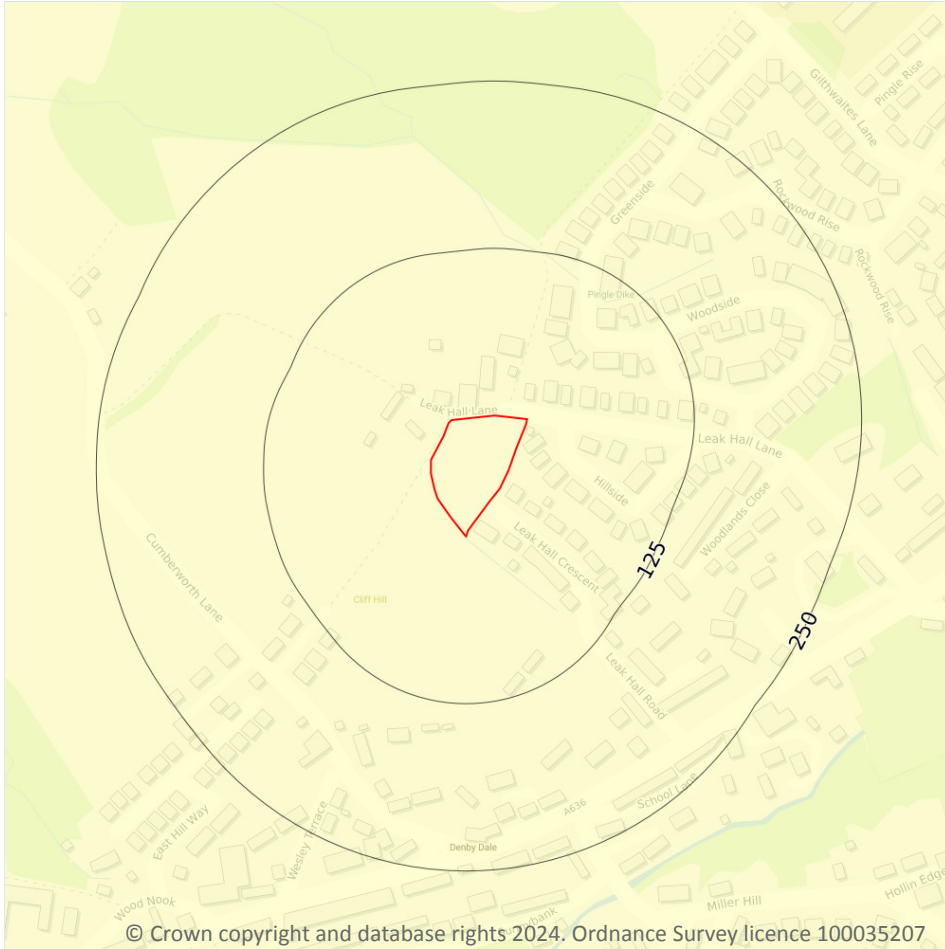 Gilthwaites Lane
Pingle Rise
Rockwood Rise
Greenside
Rockwood Rise
Pingle Dike
Woodside
Leak Hall Lane
Leak Hall Lane
Hillside
Woodlands Close
Leak Hall Crescent
125
Cumberworth Lane
Cliff Hill
250
Leak Hall Road
School Lane
A636
East Hill Way
Wesley Terrace
Denby Dale
Hollin Edge
Wood Nook
Miller Hill
© Crown copyright and database rights 2024. Ordnance Survey licence 100035207